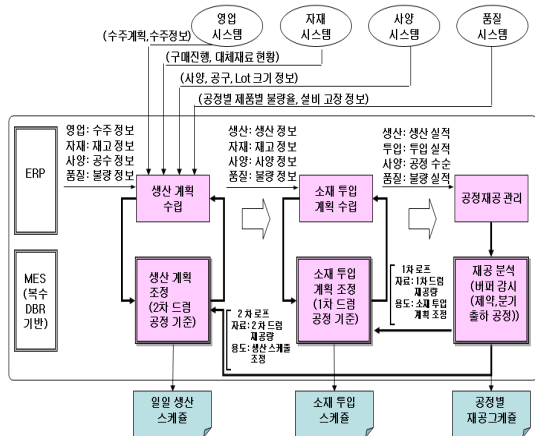 영업
시스템
자재
시스템
사양
시스템
품질
시스템
(수주계획,수주정보)
(구매진행, 대체재료 현황)
(사양, 공구, Lot 크기 정보)
(공정별 제품별 불량율, 설비 고장 정보)
ERP
영업: 수주 정보
자재: 재고 정보
사양: 공수 정보
품질: 불량 정보
생산 계획
수립
생산: 생산 정보
자재: 재고 정보
사양: 사양 정보
품질: 불량 정보
소재 투입
계획 수립
생산: 생산 실적
투입: 투입 실적
사양: 공정 수순
품질: 불량 실적
공정재공 관리
MES
(복수
DBR
기반)
생산 계획
조정
(2차 드럼
공정 기준)
2차 로프
자료: 2차 드럼
재공량
용도: 생산 스케줄
조정
소재 투입
계획 조정
(1차 드럼
공정 기준)
1차 로프
자료: 1차 드럼
재공량
용도: 소재 투입
계획 조정
재공 분석
(버퍼 감시
(제약,분기
출하 공정))
일일 생산
스케쥴
소재 투입
스케쥴
공정별
재공그케쥴